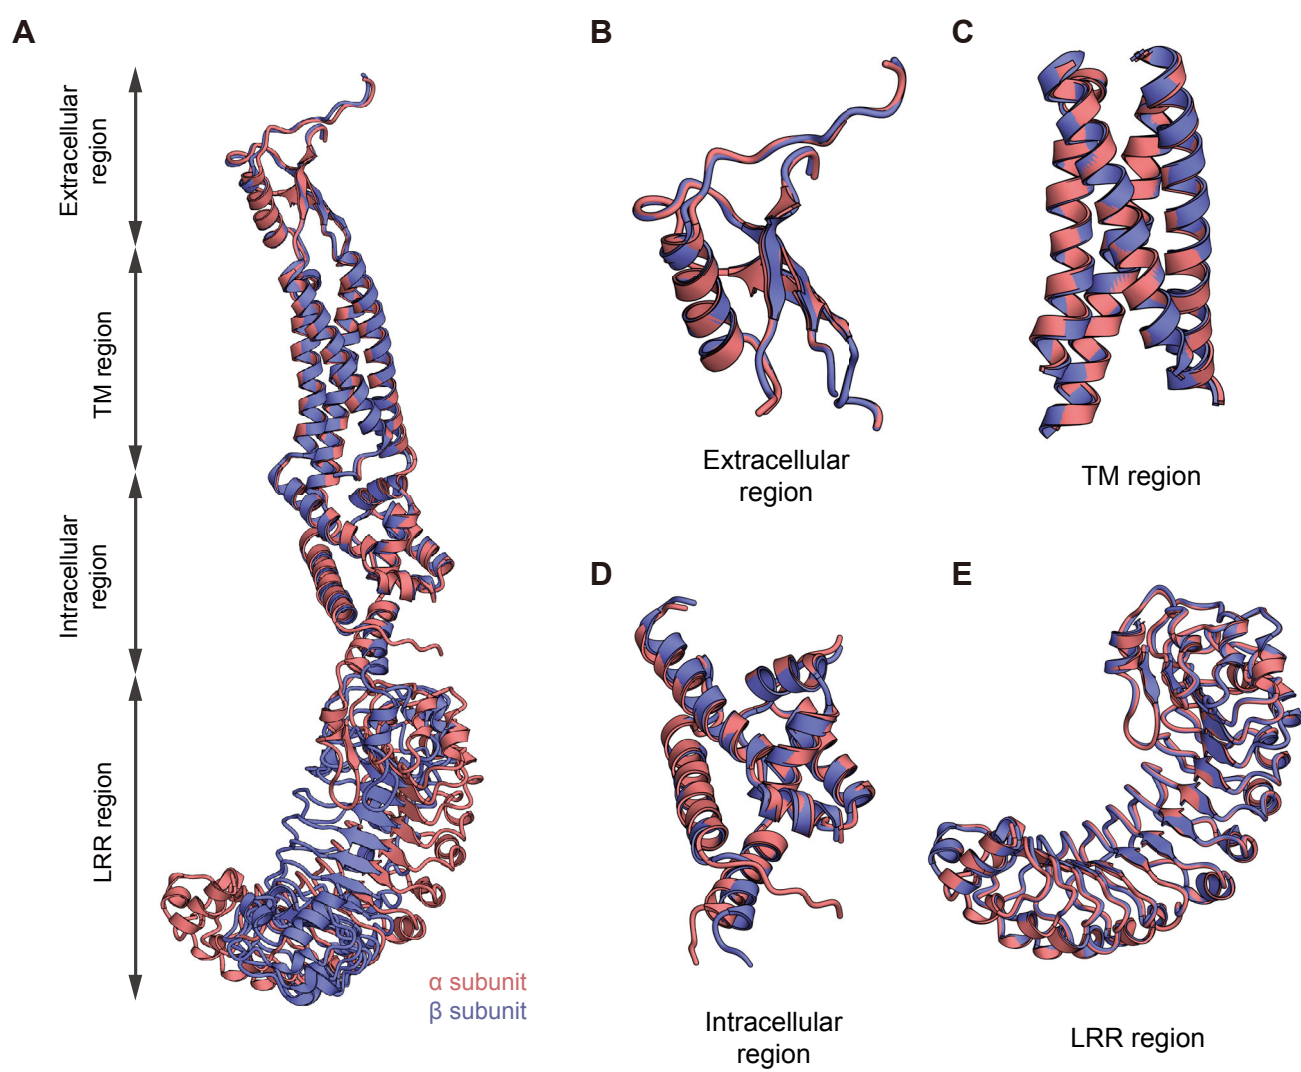 A
Extracellular
region
TM region
Intracellular
region
LRR region
α subunit
β subunit
B
Extracellular
region
C
TM region
D
Intracellular
region
E
LRR region